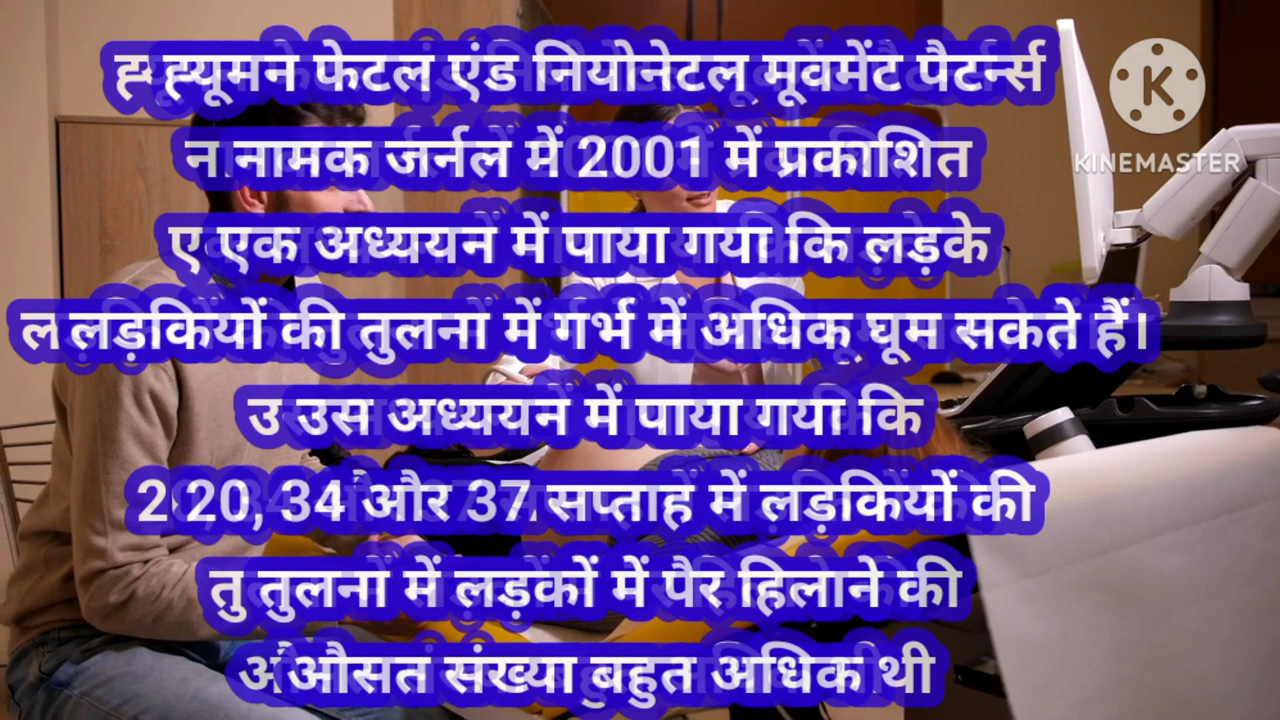 ह्यूमन फेटल एंड नियोनेटल मूवमेंट पैटर्न्स
नामक जर्नल में 2001 में प्रकाशित
एक अध्ययन में पाया गया कि लड़के
लड़कियों की तुलना में गर्भ में अधिक घूम सकते हैं।
उस अध्ययन में पाया गया कि
20, 34 और 37 सप्ताह में लड़कियों की
तुलना में लड़कों में पैर हिलाने की
औसत संख्या बहुत अधिक थी
K
KINEMASTER